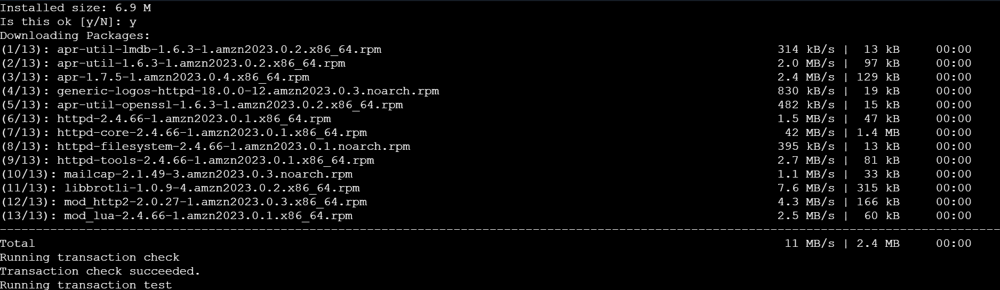 Installed size: 6.9 M
Is this ok [y/N]: y
Downloading Packages:
(1/13): apr-util-lmdb-1.6.3-1.amzn2023.0.2.x86_64.rpm 314 kB/s | 13 kB 00:00
(2/13): apr-util-1.6.3-1.amzn2023.0.2.x86_64.rpm 2.0 MB/s | 97 kB 00:00
(3/13): apr-1.7.5-1.amzn2023.0.4.x86_64.rpm 2.4 MB/s | 129 kB 00:00
(4/13): generic-logos-httpd-18.0.0-12.amzn2023.0.3.noarch.rpm 830 kB/s | 19 kB 00:00
(5/13): apr-util-openssl-1.6.3-1.amzn2023.0.2.x86_64.rpm 482 kB/s | 15 kB 00:00
(6/13): httpd-2.4.66-1.amzn2023.0.1.x86_64.rpm 1.5 MB/s | 47 kB 00:00
(7/13): httpd-core-2.4.66-1.amzn2023.0.1.x86_64.rpm 42 MB/s | 1.4 MB 00:00
(8/13): httpd-filesystem-2.4.66-1.amzn2023.0.1.noarch.rpm 395 kB/s | 13 kB 00:00
(9/13): httpd-tools-2.4.66-1.amzn2023.0.1.x86_64.rpm 2.7 MB/s | 81 kB 00:00
(10/13): mailcap-2.1.49-3.amzn2023.0.3.noarch.rpm 1.1 MB/s | 33 kB 00:00
(11/13): libbrotli-1.0.9-4.amzn2023.0.2.x86_64.rpm 7.6 MB/s | 315 kB 00:00
(12/13): mod_http2-2.0.27-1.amzn2023.0.3.x86_64.rpm 4.3 MB/s | 166 kB 00:00
(13/13): mod_lua-2.4.66-1.amzn2023.0.1.x86_64.rpm 2.5 MB/s | 60 kB 00:00
--------------------------------------------------------------------------------------------------------------------------------------------
Total 11 MB/s | 2.4 MB 00:00
Running transaction check
Transaction check succeeded.
Running transaction test